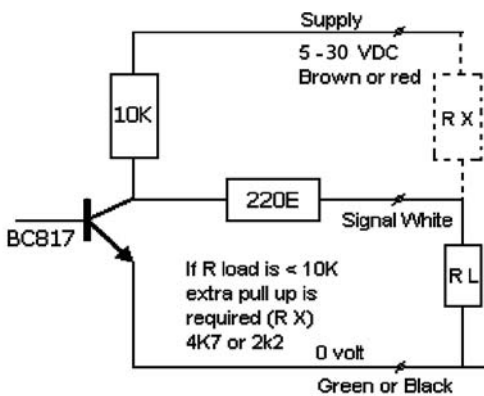 Supply
5 -30 VDC
Brown or red
10K
R X
220E
Signal White
BC817
If R load is < 10K
extra pull up is
required (R X)
4K7 or 2k2
R L
0 volt
Green or Black